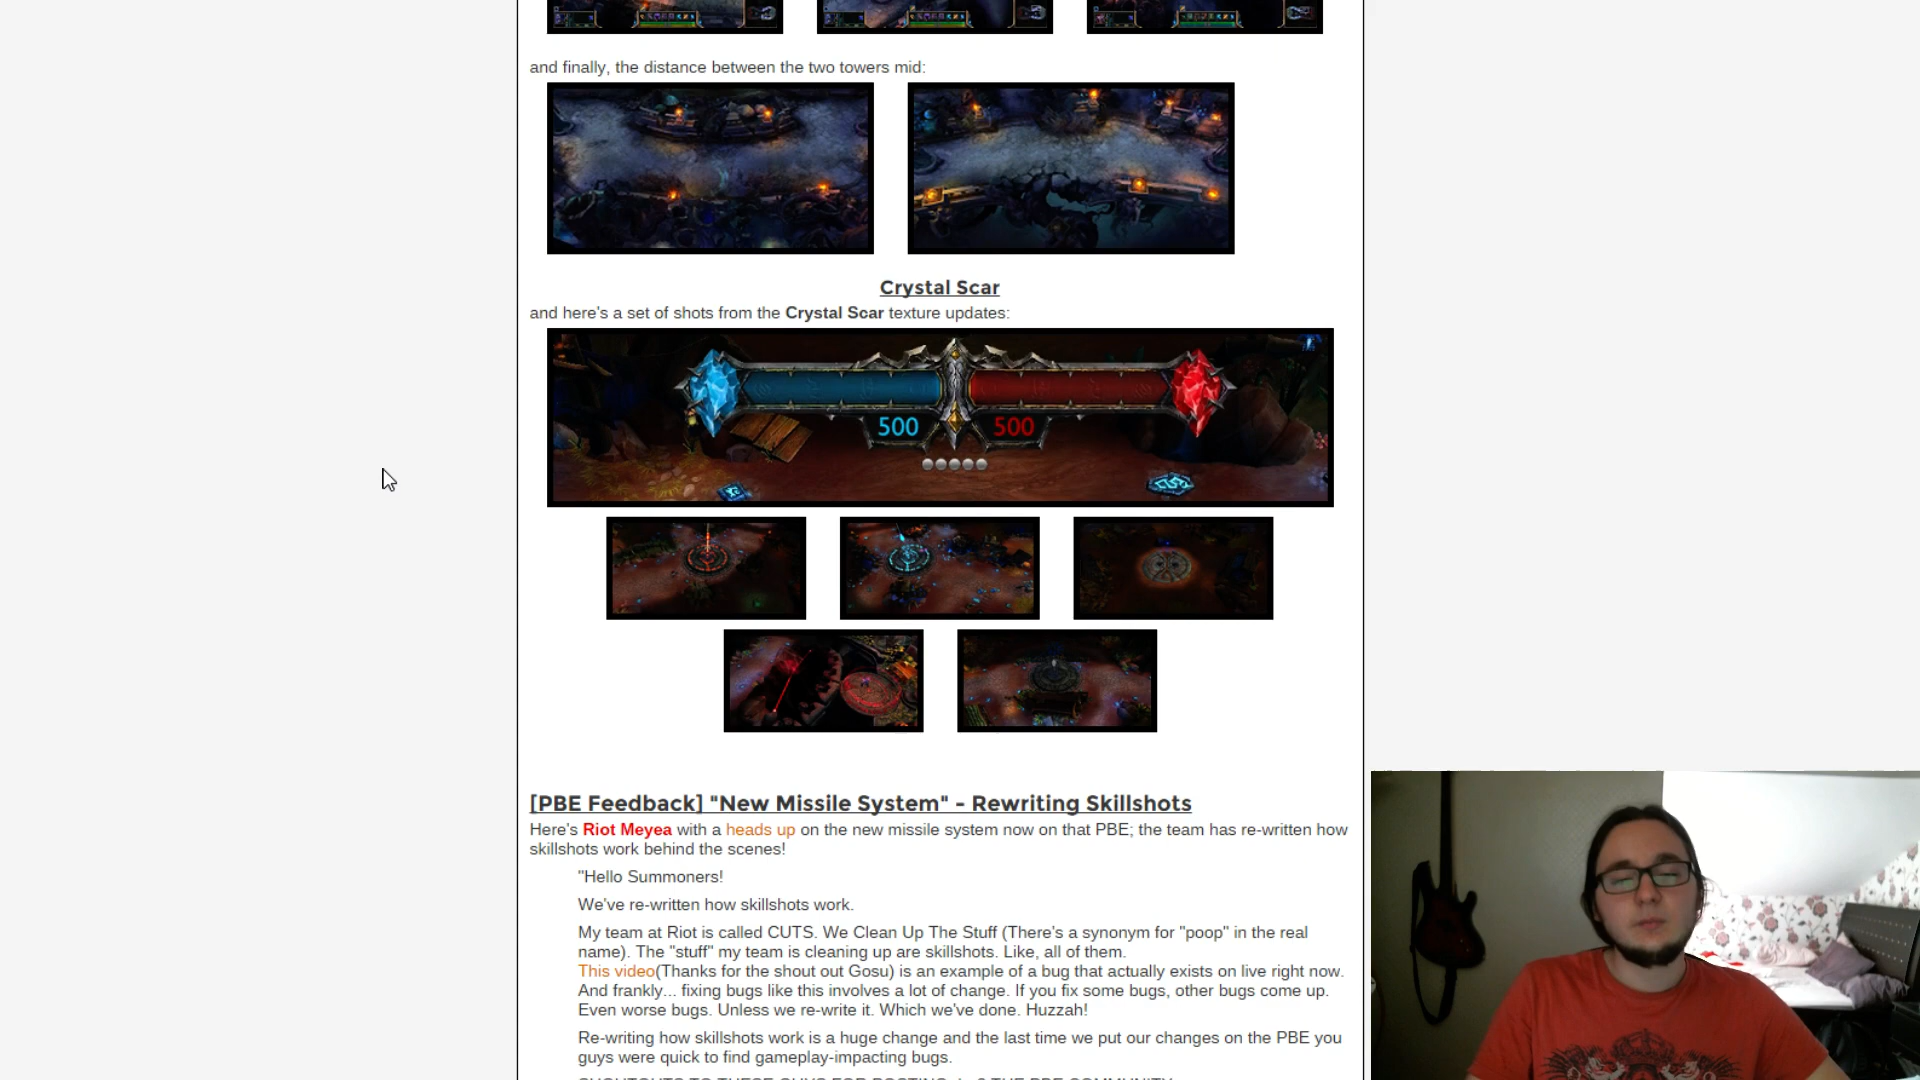 and finally, the distance between the two towers mid:
Crystal Scar
and here's a set of shots from the Crystal Scar texture updates:
500 500
[PBE Feedback] "New Missile System" - Rewriting Skillshots
Here's Riot Meyea with a heads up on the new missile system now on that PBE; the team has re-written how
skillshots work behind the scenes!
"Hello Summoners!
We've re-written how skillshots work.
My team at Riot is called CUTS. We Clean Up The Stuff (There's a synonym for "poop" in the real
name). The "stuff" my team is cleaning up are skillshots. Like, all of them.
This video(Thanks for the shout out Gosu) is an example of a bug that actually exists on live right now.
And frankly... fixing bugs like this involves a lot of change. If you fix some bugs, other bugs come up.
Even worse bugs. Unless we re-write it. Which we've done. Huzzah!
Re-writing how skillshots work is a huge change and the last time we put our changes on the PBE you
guys were quick to find gameplay-impacting bugs.